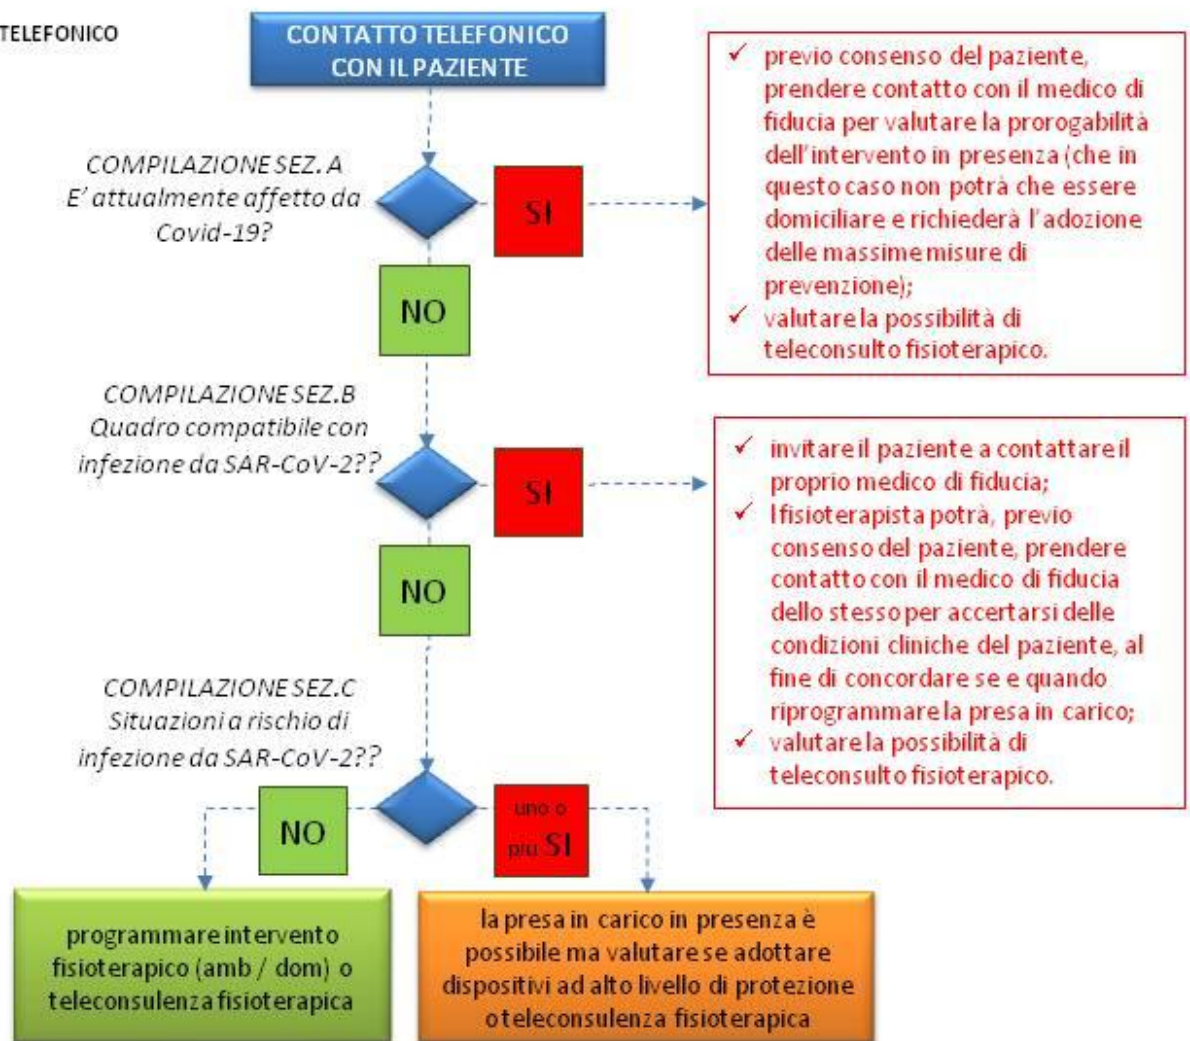 TELEFONICO
CONTATTO TELEFONICO
CON IL PAZIENTE
COMPILAZIONE SEZ. A
E' attualmente affetto da
Covid-19?
SI
✓ previo consenso del paziente,
prendere contatto con il medico di
fiducia per valutare la prorogabilità
dell'intervento in presenza (che in
questo caso non potrà che essere
domiciliare e richiederà l'adozione
delle massime misure di
prevenzione);
✓ valutare la possibilità di
teleconsulto fisioterapico.
NO
COMPILAZIONE SEZ.B
Quadro compatibile con
infezione da SAR-CoV-2??
SI
✓ invitare il paziente a contattare il
proprio medico di fiducia;
✓ lfisioterapista potrà, previo
consenso del paziente, prendere
contatto con il medico di fiducia
dello stesso per accertarsi delle
condizioni cliniche del paziente, al
fine di concordare se e quando
riprogrammare la presa in carico;
✓ valutare la possibilità di
teleconsulto fisioterapico.
NO
COMPILAZIONE SEZ.C
Situazioni a rischio di
infezione da SAR-CoV-2??
NO
uno o
piu SI
programmare intervento
fisioterapico (amb / dom) o
teleconsulenza fisioterapica
la presa in carico in presenza è
possibile ma valutare se adottare
dispositivi ad alto livello di protezione
o teleconsulenza fisioterapica